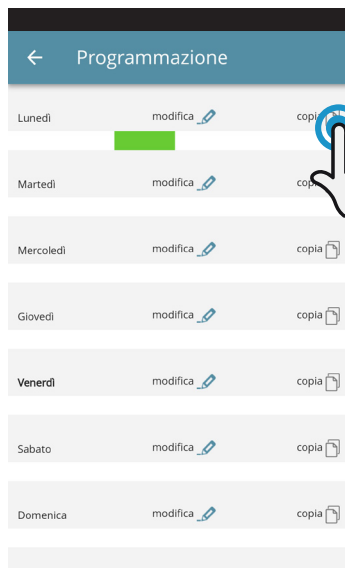 Programmazione
Lunedì modifica copia
Martedì modifica
Mercoledì modifica copia
Giovedì modifica copia
Venerdì modifica copia
Sabato modifica copia
Domenica modifica copia